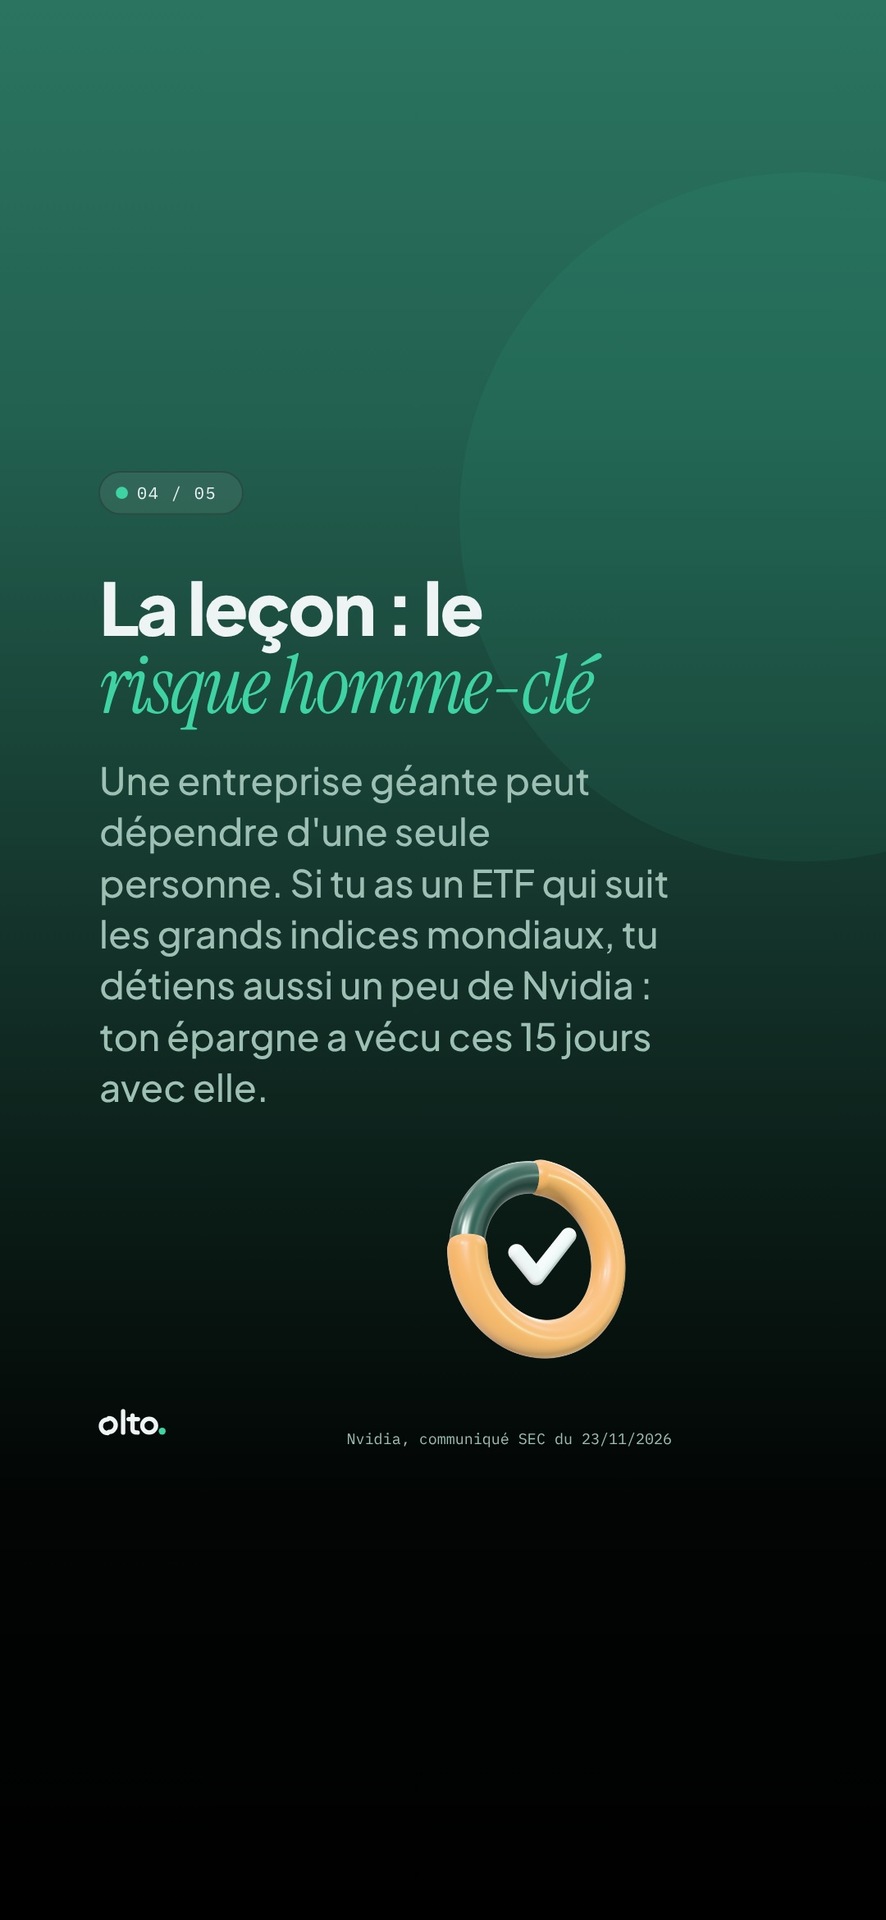 04 / 05
La leçon : le
risque homme-clé
Une entreprise géante peut
dépendre d'une seule
personne. Si tu as un ETF qui suit
les grands indices mondiaux, tu
détiens aussi un peu de Nvidia :
ton épargne a vécu ces 15 jours
avec elle.
olto.
Nvidia, communiqué SEC du 23/11/2026